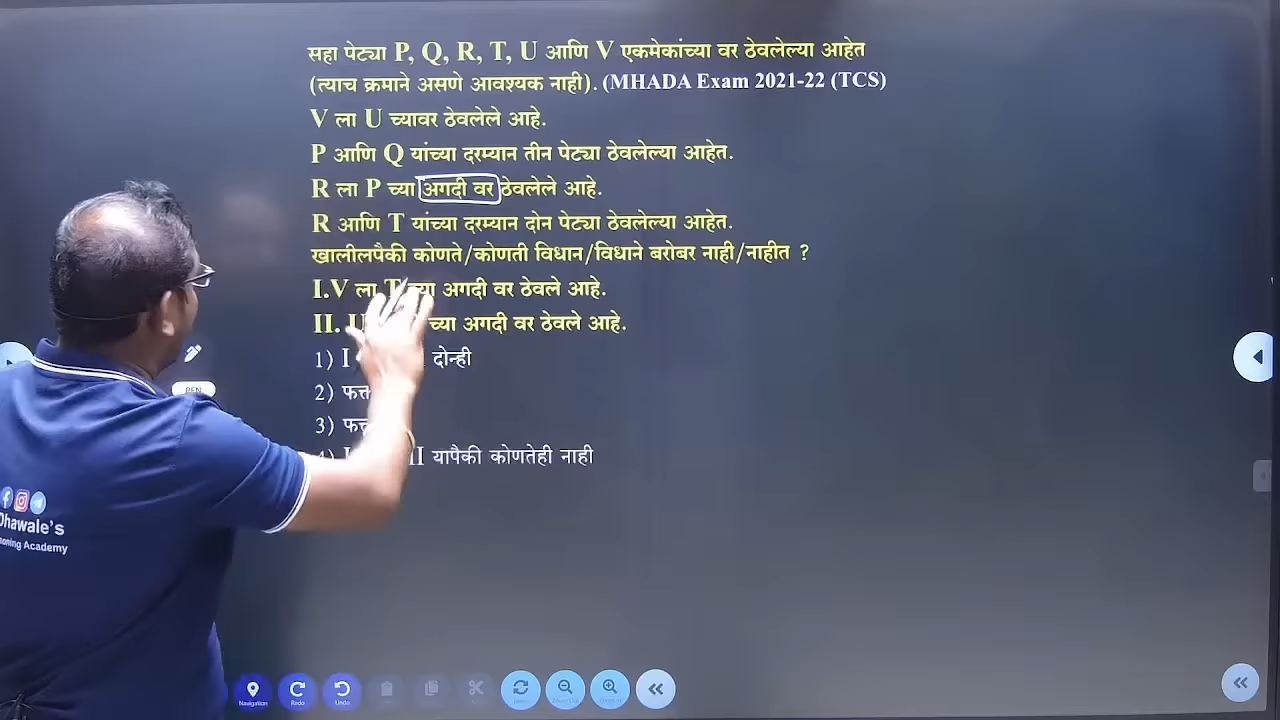 सहा पेट्या P, Q, R, T, U आणि V एकमेकांच्या वर ठेवलेल्या आहेत
(त्याच क्रमाने असणे आवश्यक नाही). (MHADA Exam 2021-22 (TCS)
V ला U च्यावर ठेवलेले आहे.
P आणि Q यांच्या दरम्यान तीन पेट्या ठेवलेल्या आहेत.
R ला P च्या अगदी वर ठेवलेले आहे.
R आणि T यांच्या दरम्यान दोन पेट्या ठेवलेल्या आहेत.
खालीलपैकी कोणते/कोणती विधान/विधाने बरोबर नाही/नाहीत ?
I.V ला T च्या अगदी वर ठेवले आहे.
II. U च्या अगदी वर ठेवले आहे.
1) I दोन्ही
2)
3)
II यापैकी कोणतेही नाही
PEN
Dhawale's
Academy
Navigation
Redo
Undo